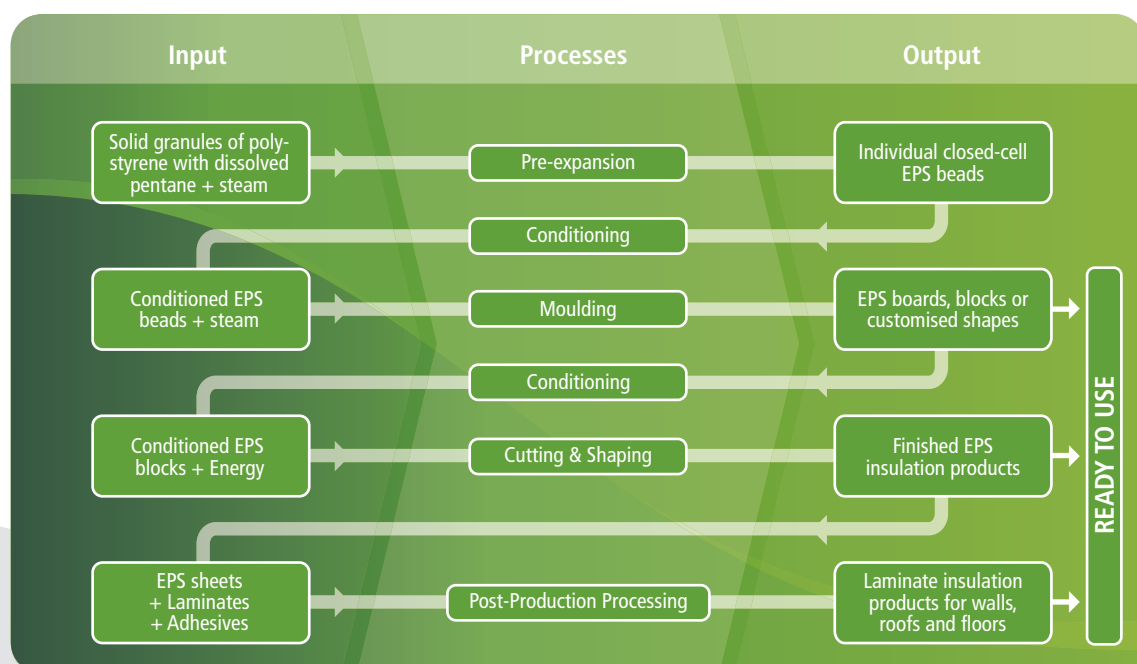 Input
Processes
Output
Solid granules of poly-
styrene with dissolved
pentane + steam
Pre-expansion
Individual closed-cell
EPS beads
Conditioning
Conditioned EPS
beads + steam
Moulding
EPS boards, blocks or
customised shapes
Conditioning
Conditioned EPS
blocks + Energy
Cutting & Shaping
Finished EPS
insulation products
EPS sheets
+ Laminates
+ Adhesives
Post-Production Processing
Laminate insulation
products for walls,
roofs and floors
READY TO USE